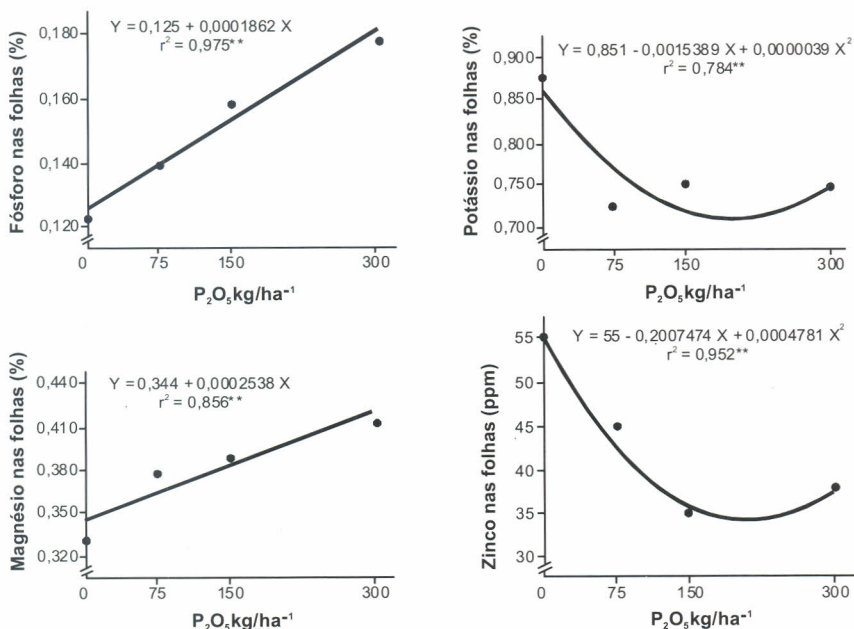 Y = 0,125 + 0,0001862 X
r² = 0,975**
Fósforo nas folhas (%)
0,180
0,160
0,140
0,120
0 75 150 300
P₂O₅kg/ha⁻¹
Y = 0,851 - 0,0015389 X + 0,0000039 X²
r² = 0,784**
Potássio nas folhas (%)
0,900
0,850
0,800
0,750
0,700
0 75 150 300
P₂O₅kg/ha⁻¹
Y = 0,344 + 0,0002538 X
r² = 0,856**
Magnésio nas folhas (%)
0,440
0,410
0,380
0,350
0,320
0 75 150 300
P₂O₅kg/ha⁻¹
Y = 55 - 0,2007474 X + 0,0004781 X²
r² = 0,952**
Zinco nas folhas (ppm)
55
45
40
35
30
0 75 150 300
P₂O₅kg/ha⁻¹